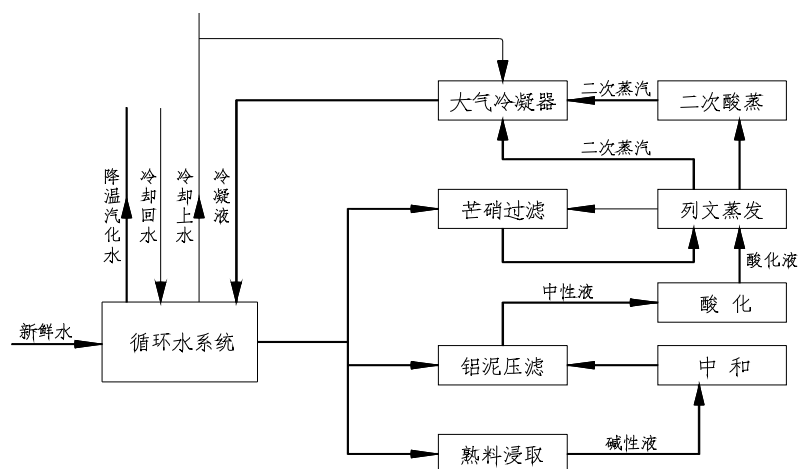 二次蒸汽
大气冷凝器
二次酸蒸
二次蒸汽
降温汽化水
冷却回水
冷却上水
冷凝液
芒硝过滤
列文蒸发
酸化液
中性液
酸 化
新鲜水
循环水系统
铝泥压滤
中 和
熟料浸取
碱性液